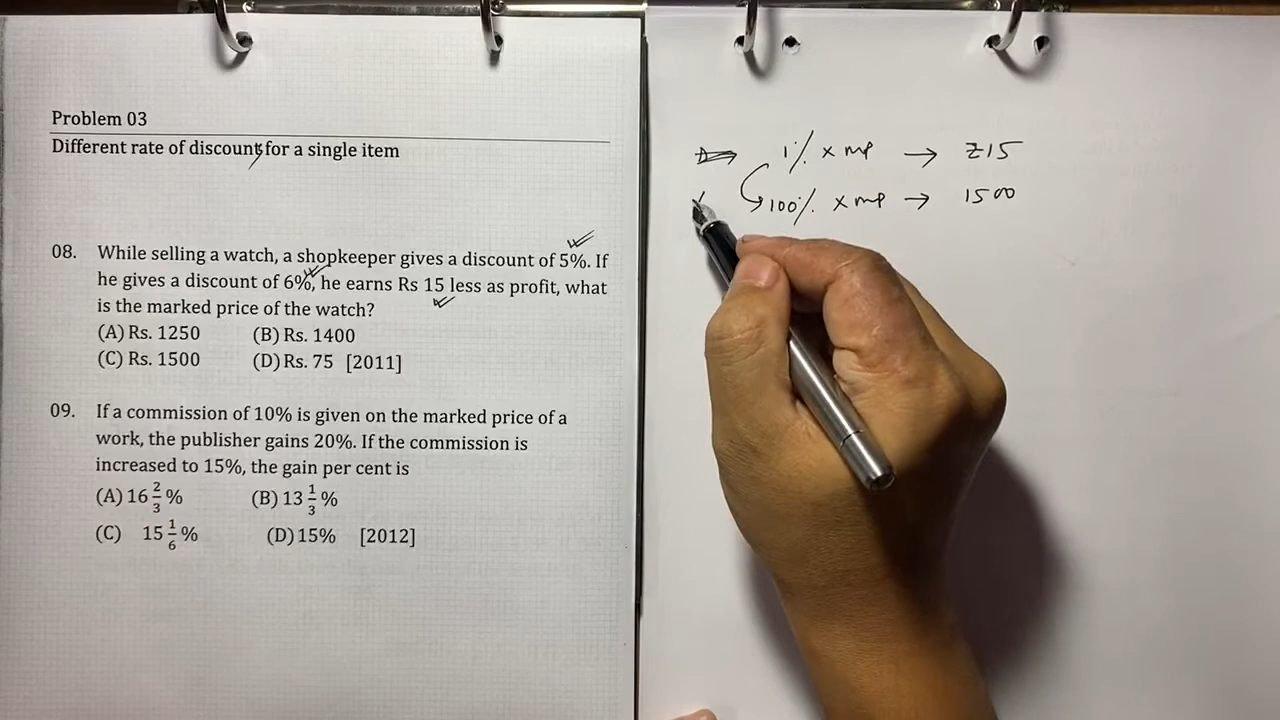 Problem 03
Different rate of discount for a single item
08. While selling a watch, a shopkeeper gives a discount of 5%. If
he gives a discount of 6%, he earns Rs 15 less as profit, what
is the marked price of the watch?
(A) Rs. 1250 (B) Rs. 1400
(C) Rs. 1500 (D) Rs. 75 [2011]
09. If a commission of 10% is given on the marked price of a
work, the publisher gains 20%. If the commission is
increased to 15%, the gain per cent is
(A) 16 2/3 % (B) 13 1/3 %
(C) 15 1/6 % (D) 15% [2012]
1% × MP → ₹15
100% × MP → 1500